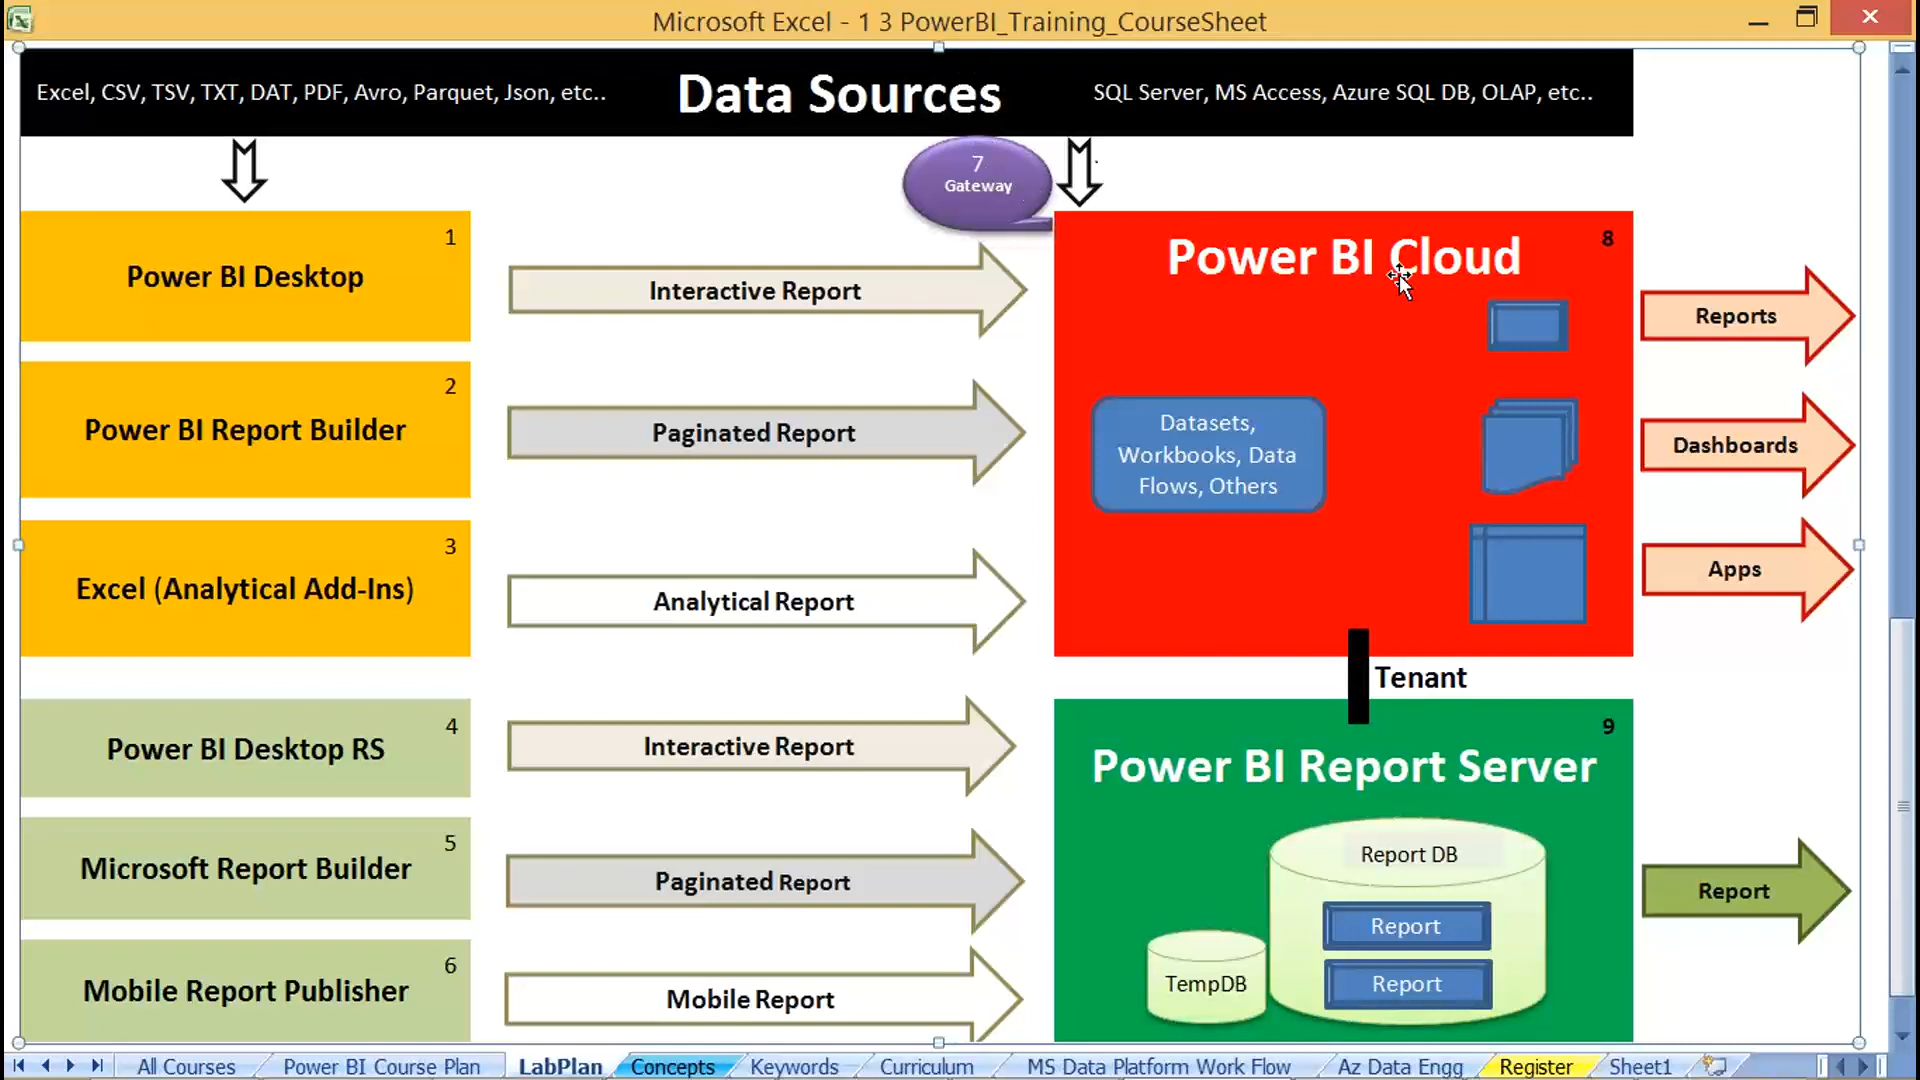 Microsoft Excel - 1 3 PowerBI_Training_CourseSheet
Excel, CSV, TSV, TXT, DAT, PDF, Avro, Parquet, Json, etc..
Data Sources
SQL Server, MS Access, Azure SQL DB, OLAP, etc..
7
Gateway
1
Power BI Desktop
Interactive Report
Power BI Cloud
8
Reports
2
Power BI Report Builder
Paginated Report
Datasets,
Workbooks, Data
Flows, Others
Dashboards
3
Excel (Analytical Add-Ins)
Analytical Report
Apps
Tenant
4
Power BI Desktop RS
Interactive Report
9
Power BI Report Server
5
Microsoft Report Builder
Paginated Report
Report DB
Report
Report
TempDB
Report
6
Mobile Report Publisher
Mobile Report
All Courses
Power BI Course Plan
LabPlan
Concepts
Keywords
Curriculum
MS Data Platform Work Flow
Az Data Engg
Register
Sheet1